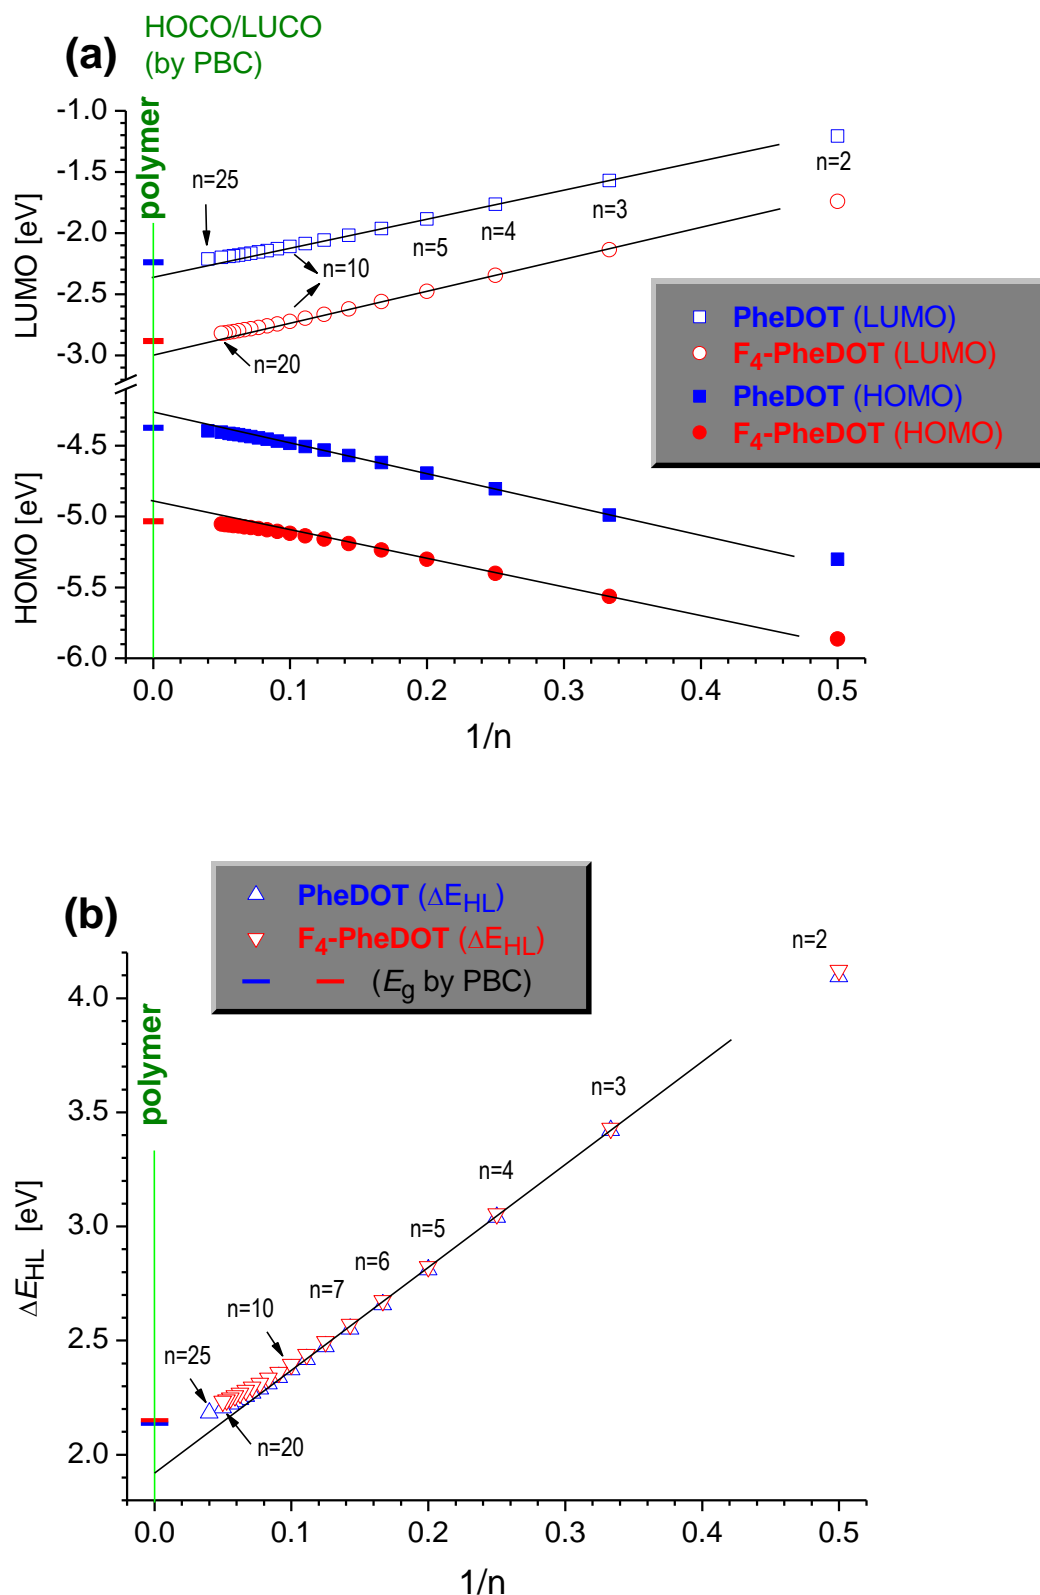 HOCO/LUCO
(a)
(by PBC)
polymer
LUMO [eV]
HOMO [eV]
-1.0
-1.5
-2.0
-2.5
-3.0
-4.5
-5.0
-5.5
-6.0
n=25
n=2
n=3
n=4
n=5
n=10
n=20
PheDOT (LUMO)
F4-PheDOT (LUMO)
PheDOT (HOMO)
F4-PheDOT (HOMO)
0.0 0.1 0.2 0.3 0.4 0.5
1/n
(b)
PheDOT (ΔEHL)
F4-PheDOT (ΔEHL)
(Eg by PBC)
polymer
ΔEHL [eV]
4.0
3.5
3.0
2.5
2.0
n=2
n=3
n=4
n=5
n=6
n=7
n=10
n=25
n=20
0.0 0.1 0.2 0.3 0.4 0.5
1/n